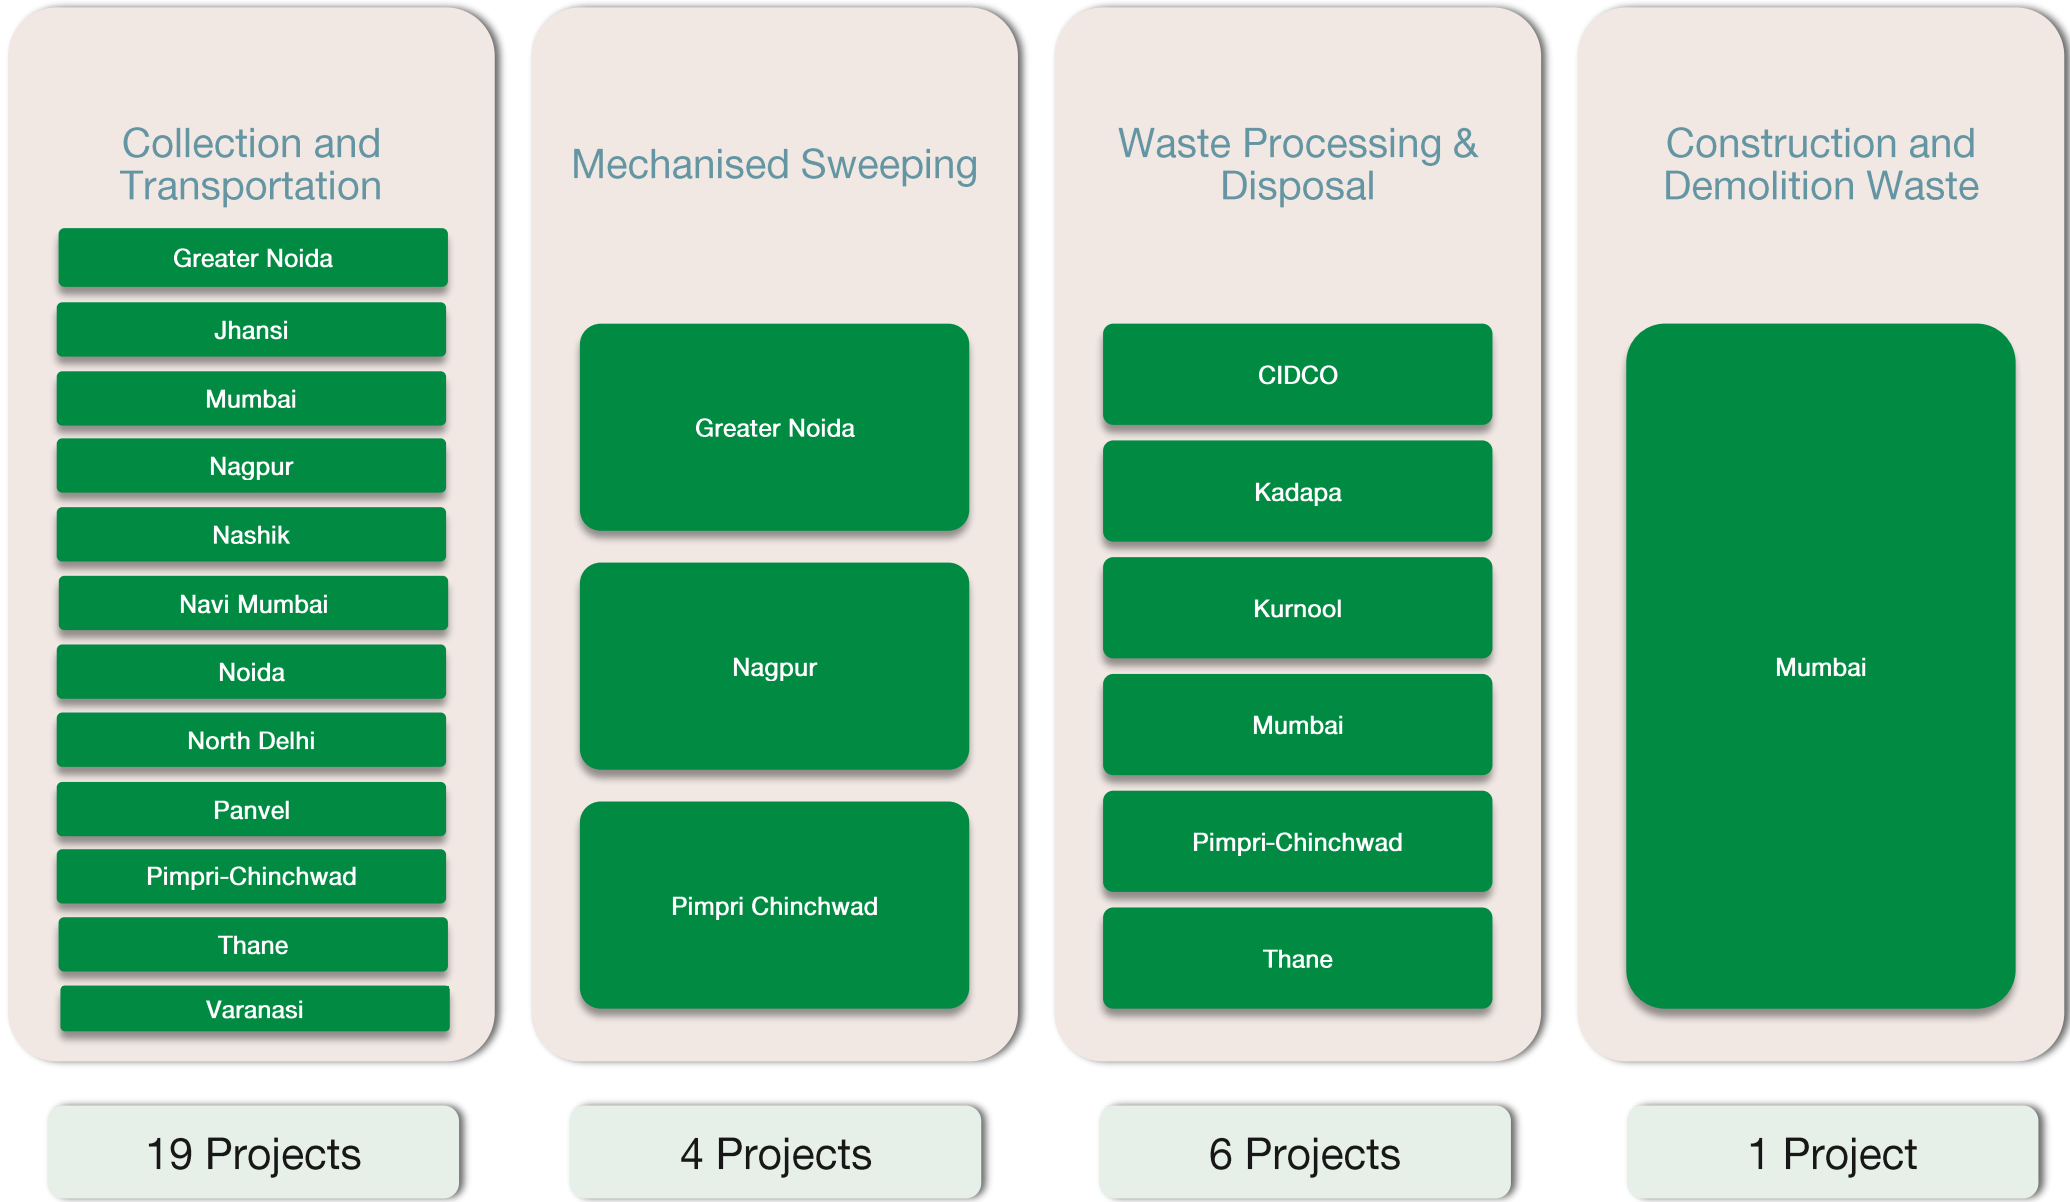 Collection and
Transportation
Greater Noida
Jhansi
Mumbai
Nagpur
Nashik
Navi Mumbai
Noida
North Delhi
Panvel
Pimpri-Chinchwad
Thane
Varanasi
19 Projects
Mechanised Sweeping
Greater Noida
Nagpur
Pimpri Chinchwad
4 Projects
Waste Processing &
Disposal
CIDCO
Kadapa
Kurnool
Mumbai
Pimpri-Chinchwad
Thane
6 Projects
Construction and
Demolition Waste
Mumbai
1 Project